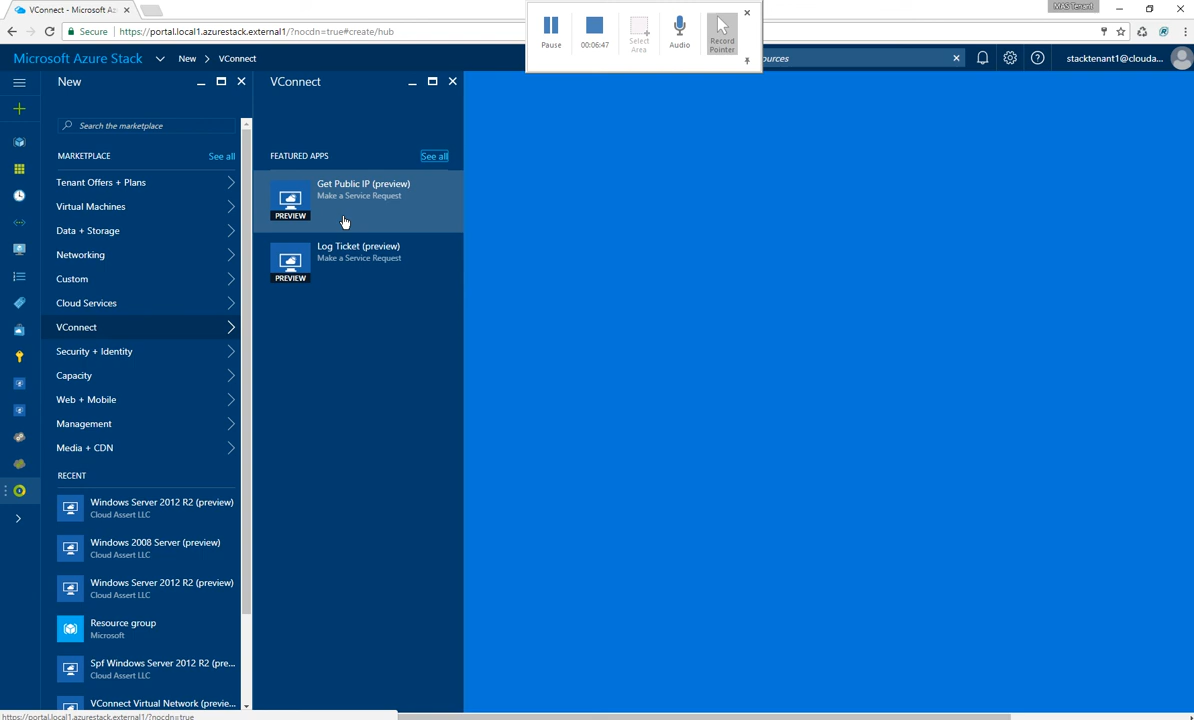 VConnect - Microsoft Az
MAS Tenant
Secure
https://portal.local1.azurestack.external1/?nocdn=true#create/hub
Pause
00:06:47
Select Area
Audio
Record Pointer
Microsoft Azure Stack
New
VConnect
ources
stacktenant1@clouda...
New
VConnect
Search the marketplace
MARKETPLACE
See all
Tenant Offers + Plans
Virtual Machines
Data + Storage
Networking
Custom
Cloud Services
VConnect
Security + Identity
Capacity
Web + Mobile
Management
Media + CDN
RECENT
Windows Server 2012 R2 (preview)
Cloud Assert LLC
Windows 2008 Server (preview)
Cloud Assert LLC
Windows Server 2012 R2 (preview)
Cloud Assert LLC
Resource group
Microsoft
Spf Windows Server 2012 R2 (pre...
Cloud Assert LLC
VConnect Virtual Network (previe...
FEATURED APPS
See all
Get Public IP (preview)
Make a Service Request
PREVIEW
Log Ticket (preview)
Make a Service Request
PREVIEW
https://portal.local1.azurestack.external1/?nocdn=true